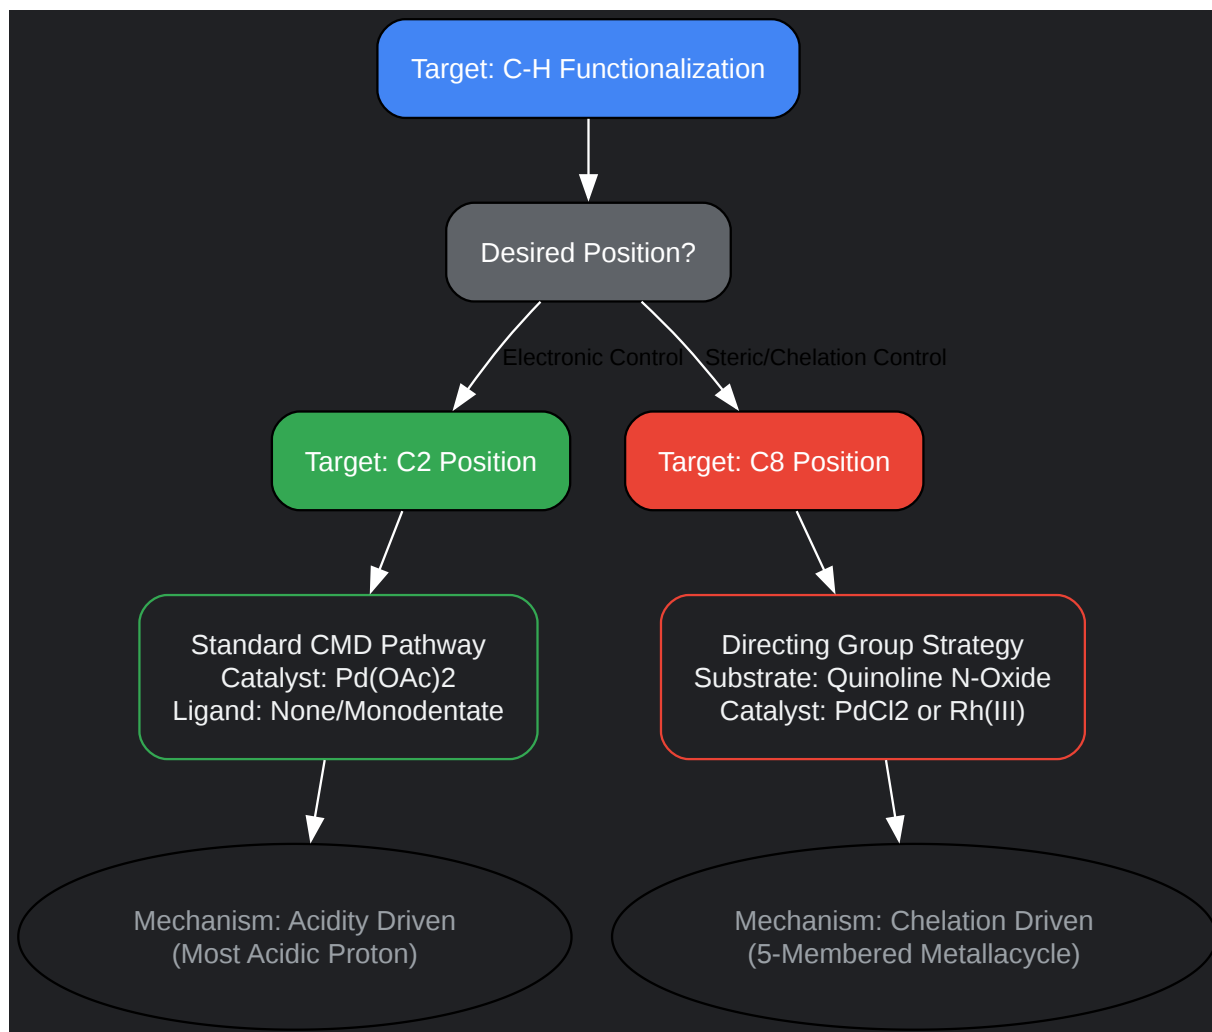 Target: C-H Functionalization
Desired Position?
Electronic Control
Steric/Chelation Control
Target: C2 Position
Target: C8 Position
Standard CMD Pathway
Catalyst: Pd(OAc)2
Ligand: None/Monodentate
Directing Group Strategy
Substrate: Quinoline N-Oxide
Catalyst: PdCl2 or Rh(III)
Mechanism: Acidity Driven
(Most Acidic Proton)
Mechanism: Chelation Driven
(5-Membered Metallacycle)